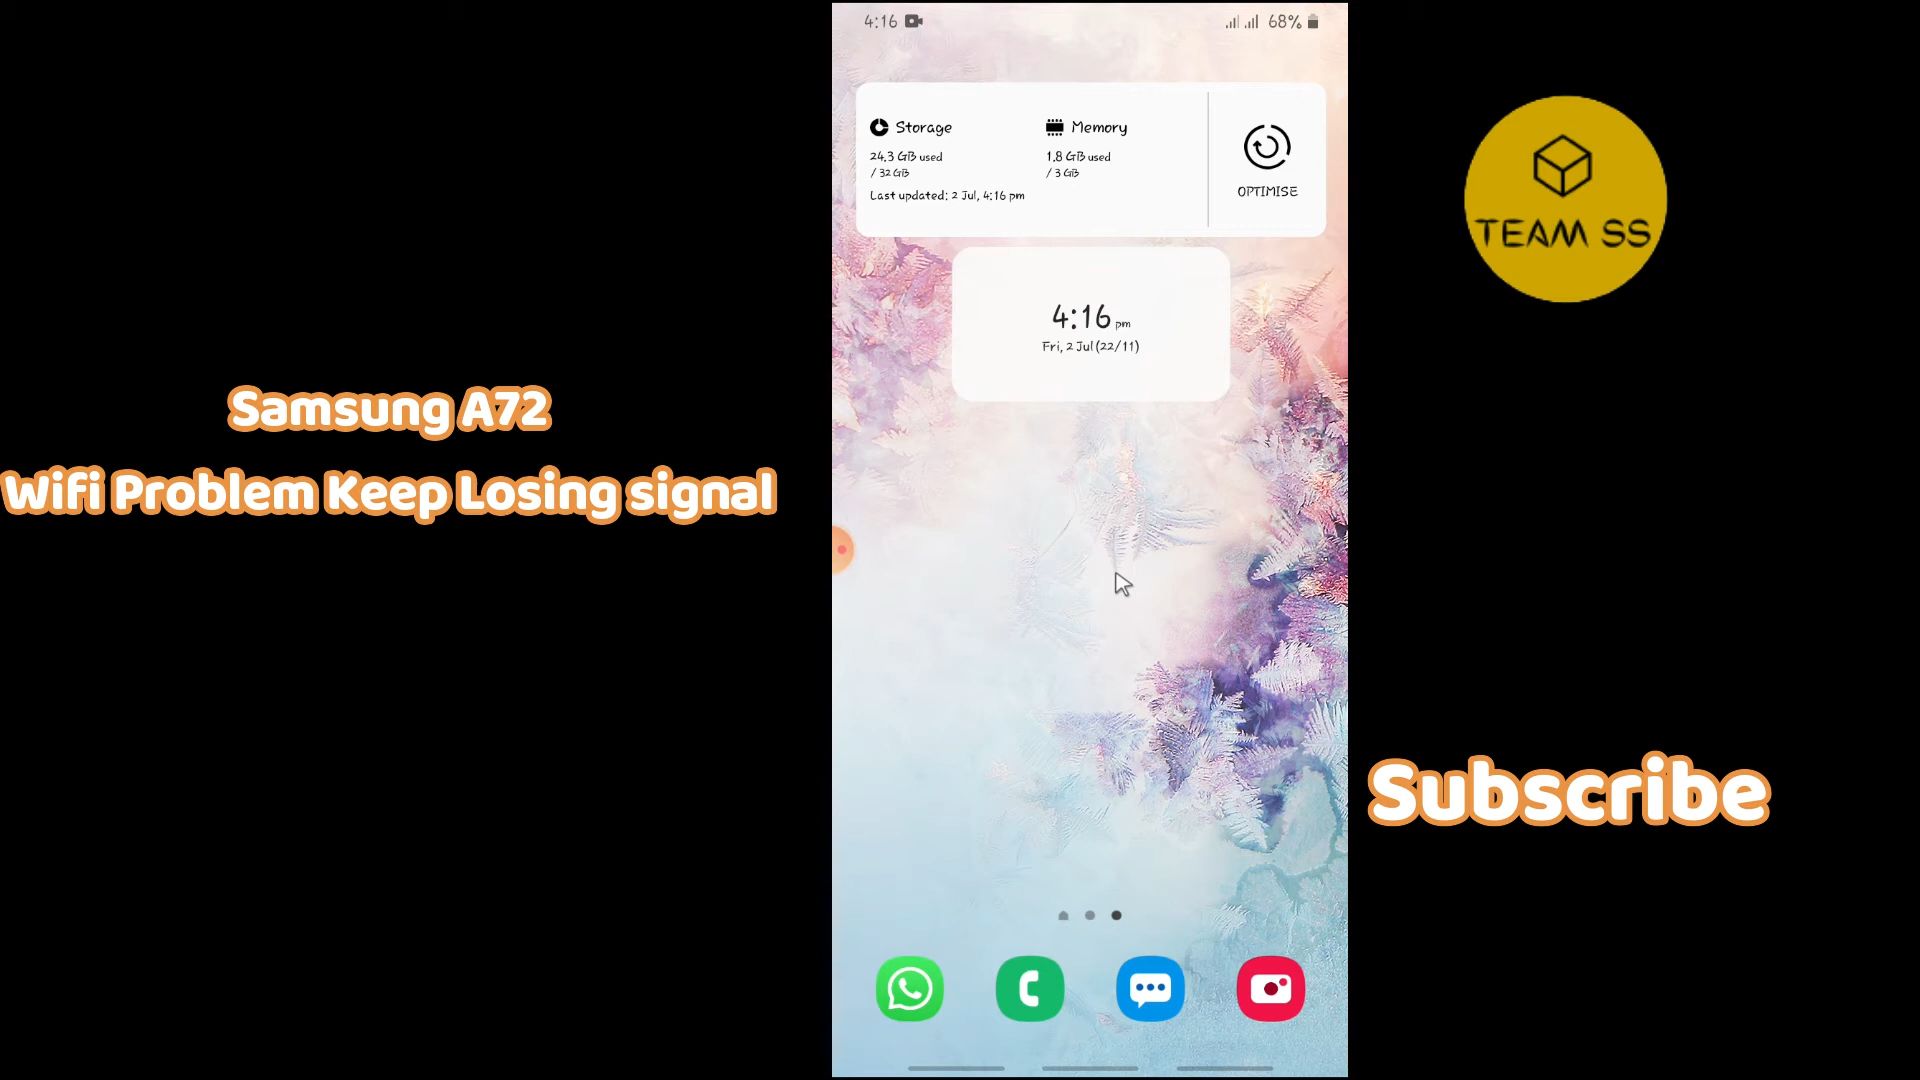 4:16
68%
Storage
24.3 GB used
/ 32 GB
Last updated: 2 Jul, 4:16 pm
Memory
1.8 GB used
/ 3 GB
OPTIMISE
4:16 pm
Fri, 2 Jul (22/11)
Samsung A72
Wifi Problem Keep Losing signal
TEAM SS
Subscribe